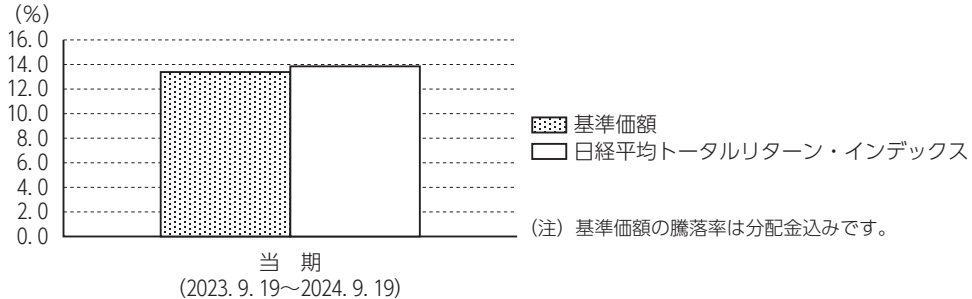 (%)
16.0
14.0
12.0
10.0
8.0
6.0
4.0
2.0
0.0
基準価額
日経平均トータルリターン・インデックス
(注) 基準価額の騰落率は分配金込みです。
当 期
(2023. 9. 19～2024. 9. 19)